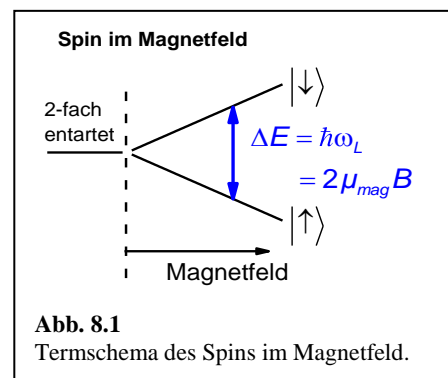 Spin im Magnetfeld
2-fach
entartet
|↓⟩
ΔE = ℏω_L
= 2μ_mag B
|↑⟩
Magnetfeld
Abb. 8.1
Termschema des Spins im Magnetfeld.